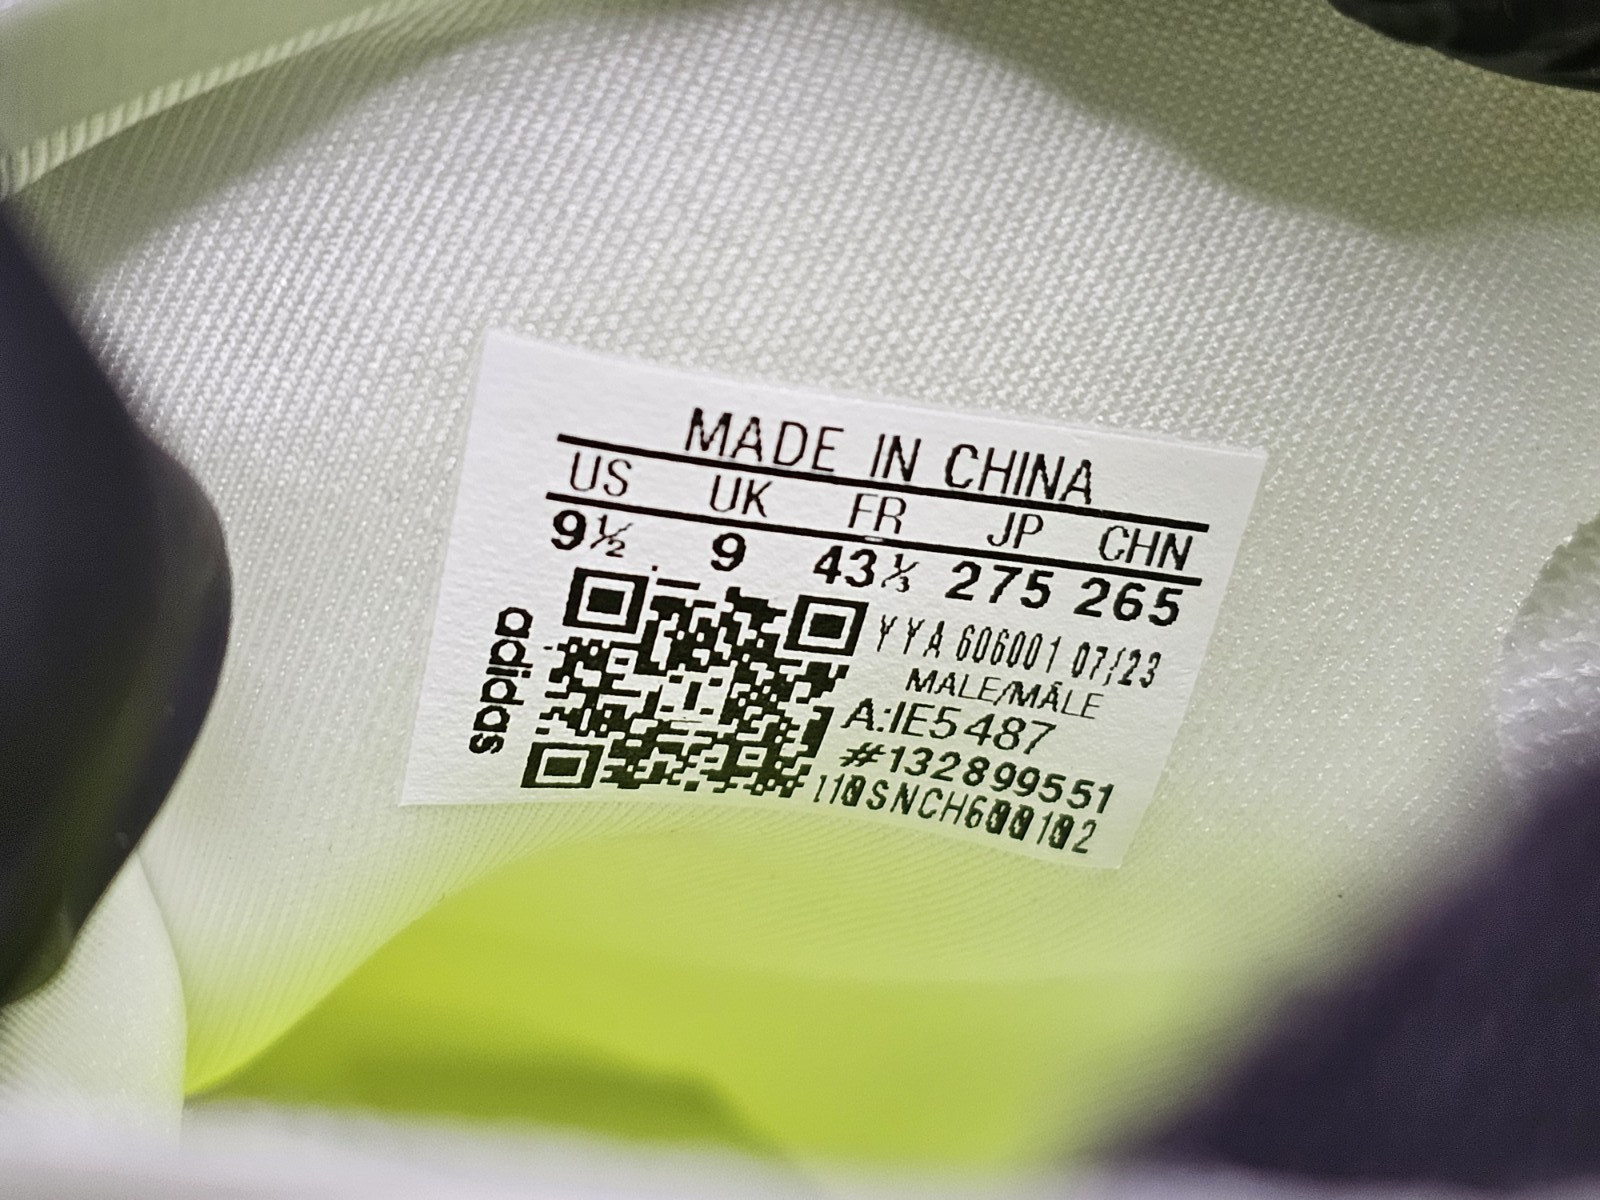 MADE IN CHINA
US UK FR JP CHN
9½ 9 43⅓ 275 265
YYA 606001 07/23
MALE/MÂLE
A:IE5487
#132899551
110SNCH600102
adidas